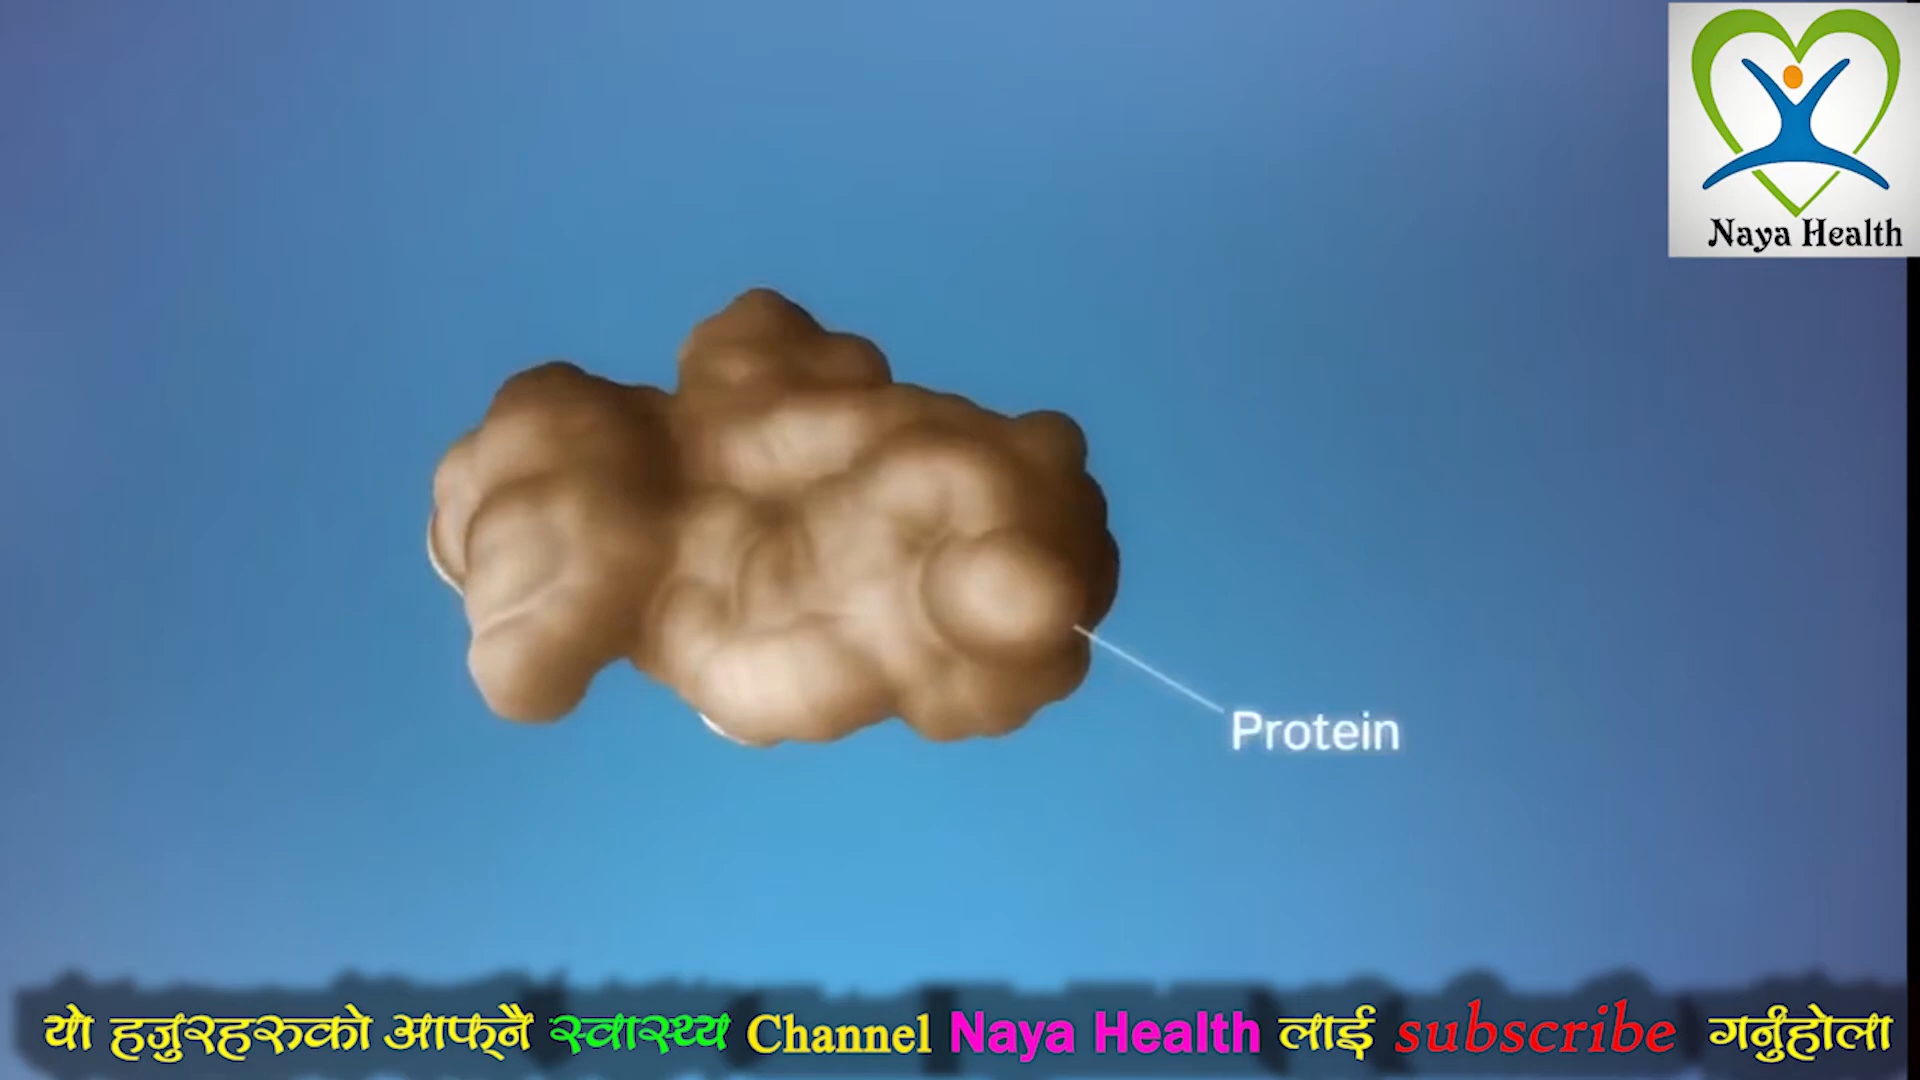 Naya Health
Protein
यो हजुरहरुको आफ्नै स्वास्थ्य Channel Naya Health लाई subscribe गर्नुहोला